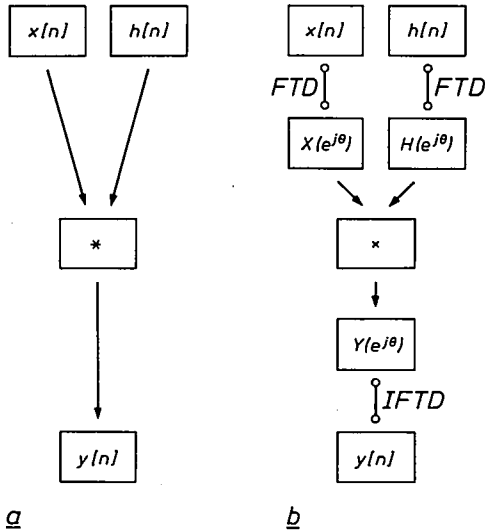 x[n] h[n]
*
y[n]
a
x[n] h[n]
FTD FTD
X(e^{jθ}) H(e^{jθ})
×
Y(e^{jθ})
IFTD
y[n]
b